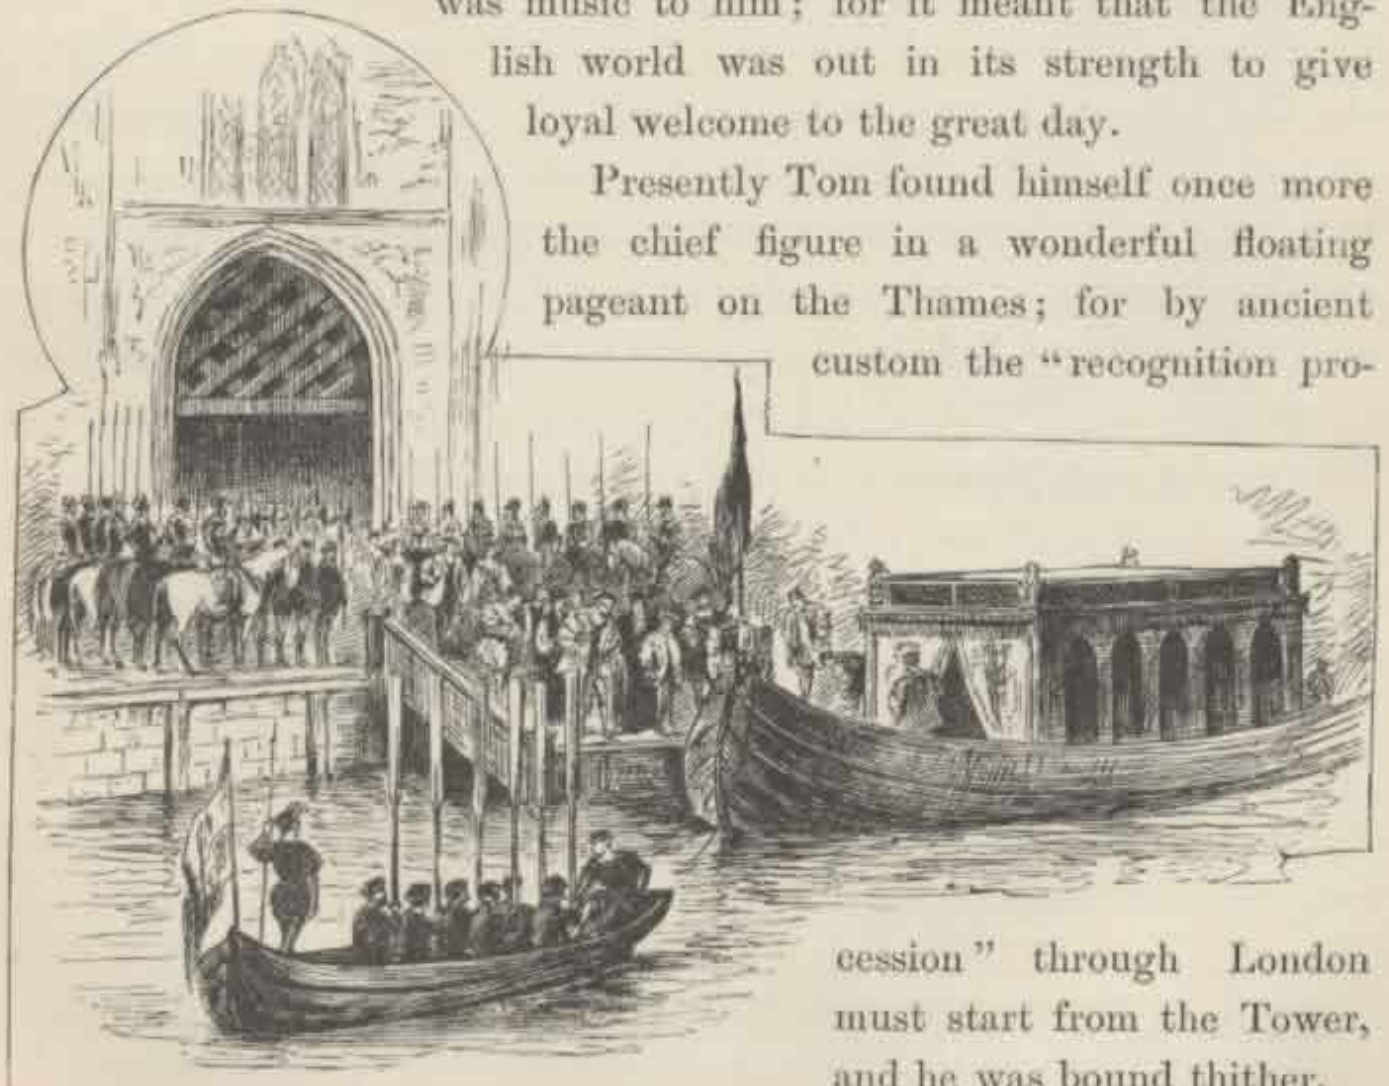 was music to him; for it meant that the Eng-
lish world was out in its strength to give
loyal welcome to the great day.
Presently Tom found himself once more
the chief figure in a wonderful floating
pageant on the Thames; for by ancient
custom the “recognition pro-
cession” through London
must start from the Tower,
and he was bound thither.